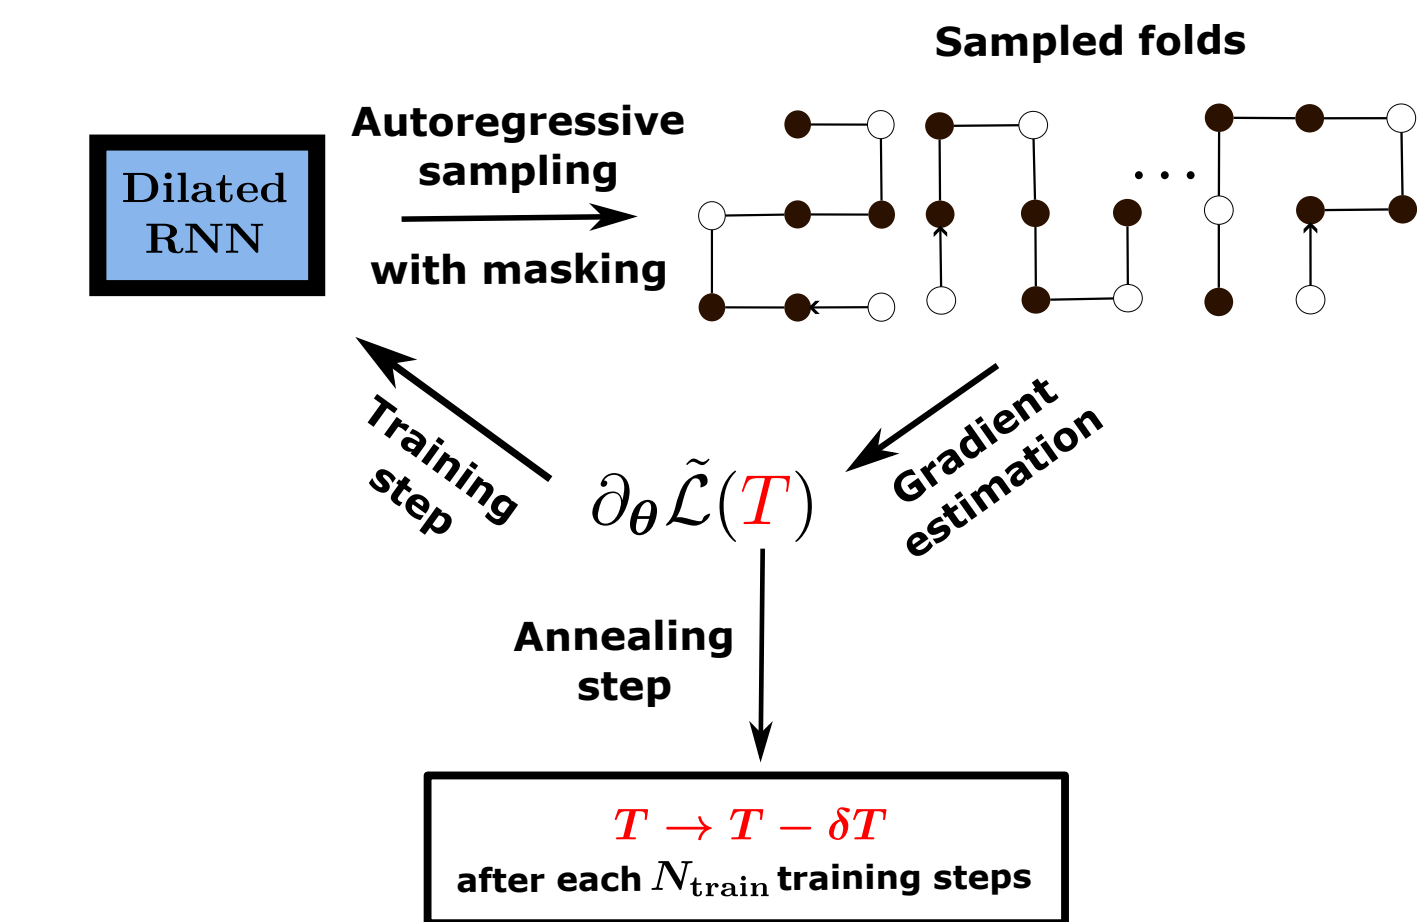 Sampled folds
Autoregressive
sampling
with masking
Dilated
RNN
. . .
Training
step
Gradient
estimation
∂_θ ℒ̃(T)
Annealing
step
T → T − δT
after each N_train training steps